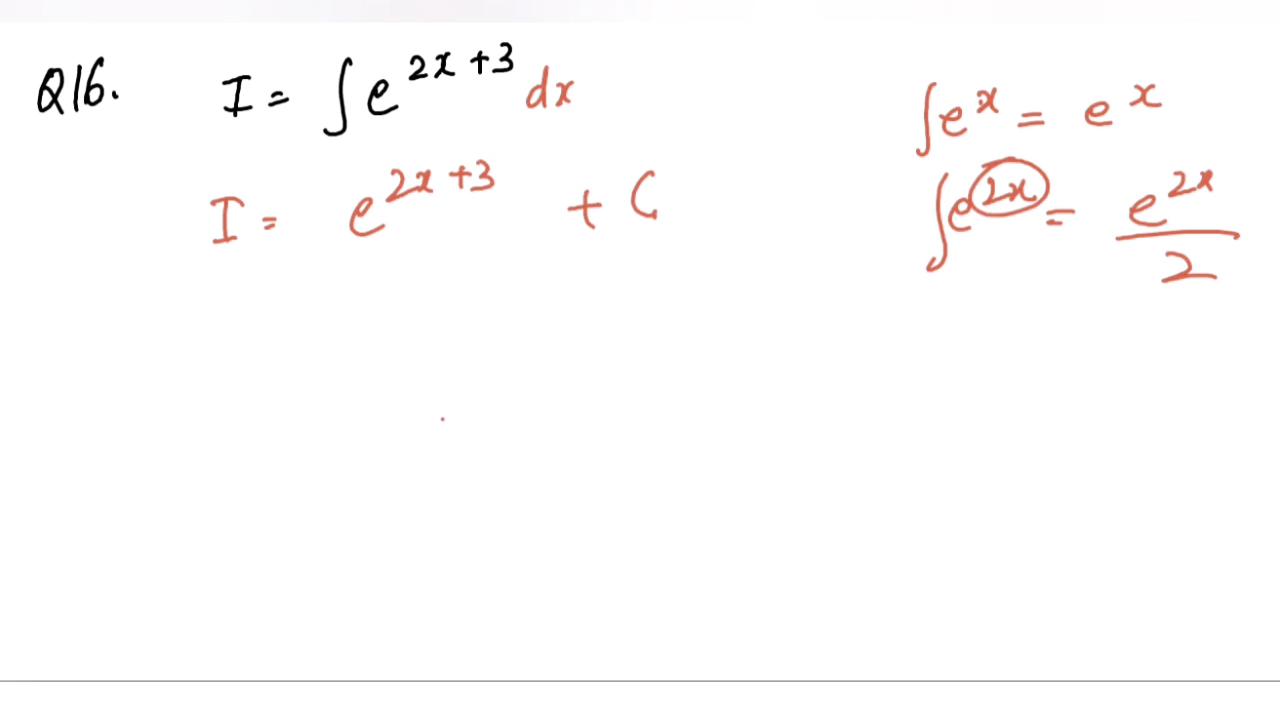 Q16. I = ∫ e^{2x+3} dx
I = e^{2x+3} + C
∫e^x = e^x
∫e^{2x} = e^{2x}/2